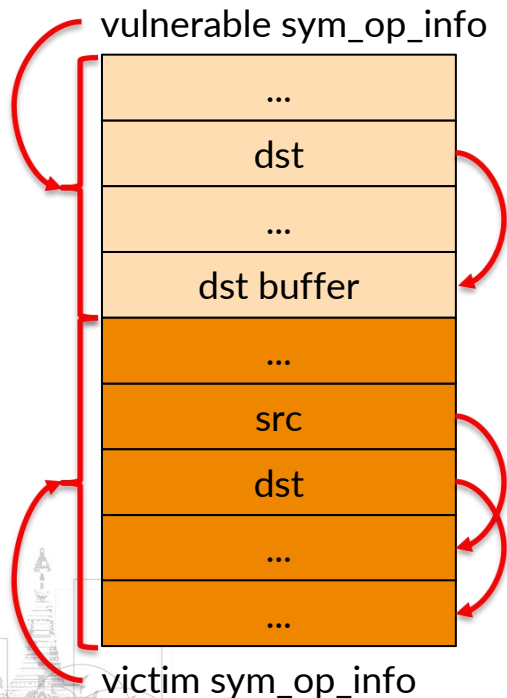 vulnerable sym_op_info
...
dst
...
dst buffer
...
src
dst
...
...
victim sym_op_info